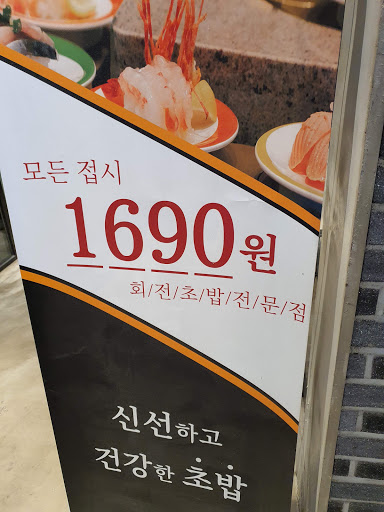 모든 접시
1690원
회/전/초/밥/전/문/점
신선하고
건강한 초밥